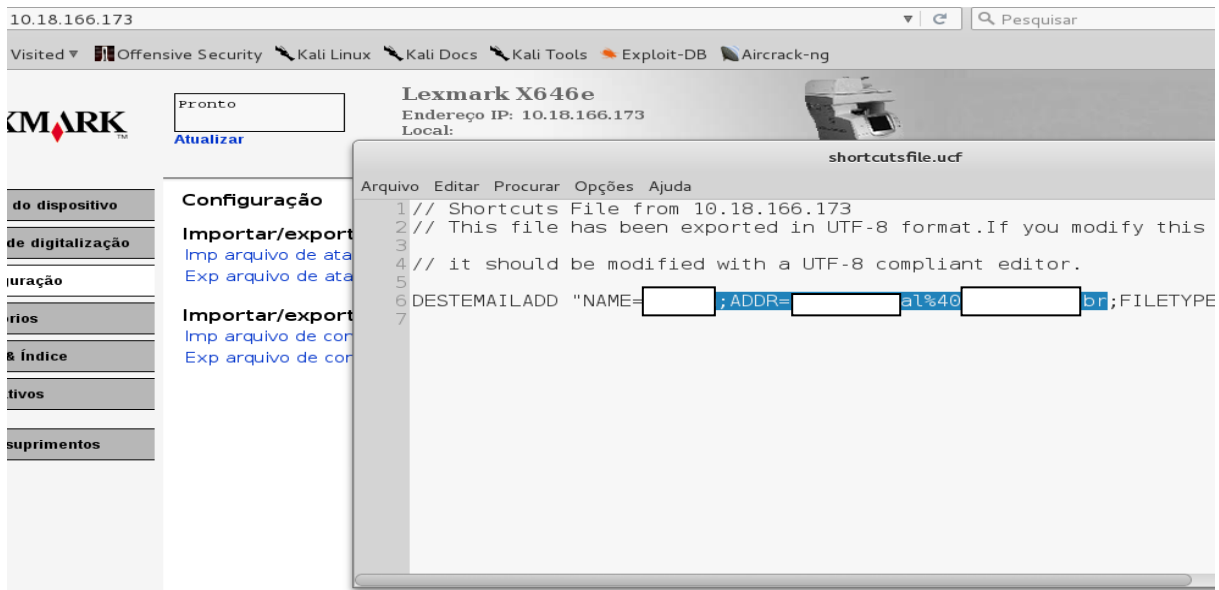 10.18.166.173
Pesquisar
Visited Offensive Security Kali Linux Kali Docs Kali Tools Exploit-DB Aircrack-ng
XMARK
TM
Pronto
Atualizar
Lexmark X646e
Endereço IP: 10.18.166.173
Local:
do dispositivo
de digitalização
guração
rios
& Índice
tivos
suprimentos
Configuração
Importar/export
Imp arquivo de ata
Exp arquivo de ata
Importar/export
Imp arquivo de cor
Exp arquivo de cor
shortcutsfile.ucf
Arquivo Editar Procurar Opções Ajuda
1 // Shortcuts File from 10.18.166.173
2 // This file has been exported in UTF-8 format.If you modify this
3
4 // it should be modified with a UTF-8 compliant editor.
5
6 DESTEMAILADD "NAME= ;ADDR= al%40 br;FILETYPE
7